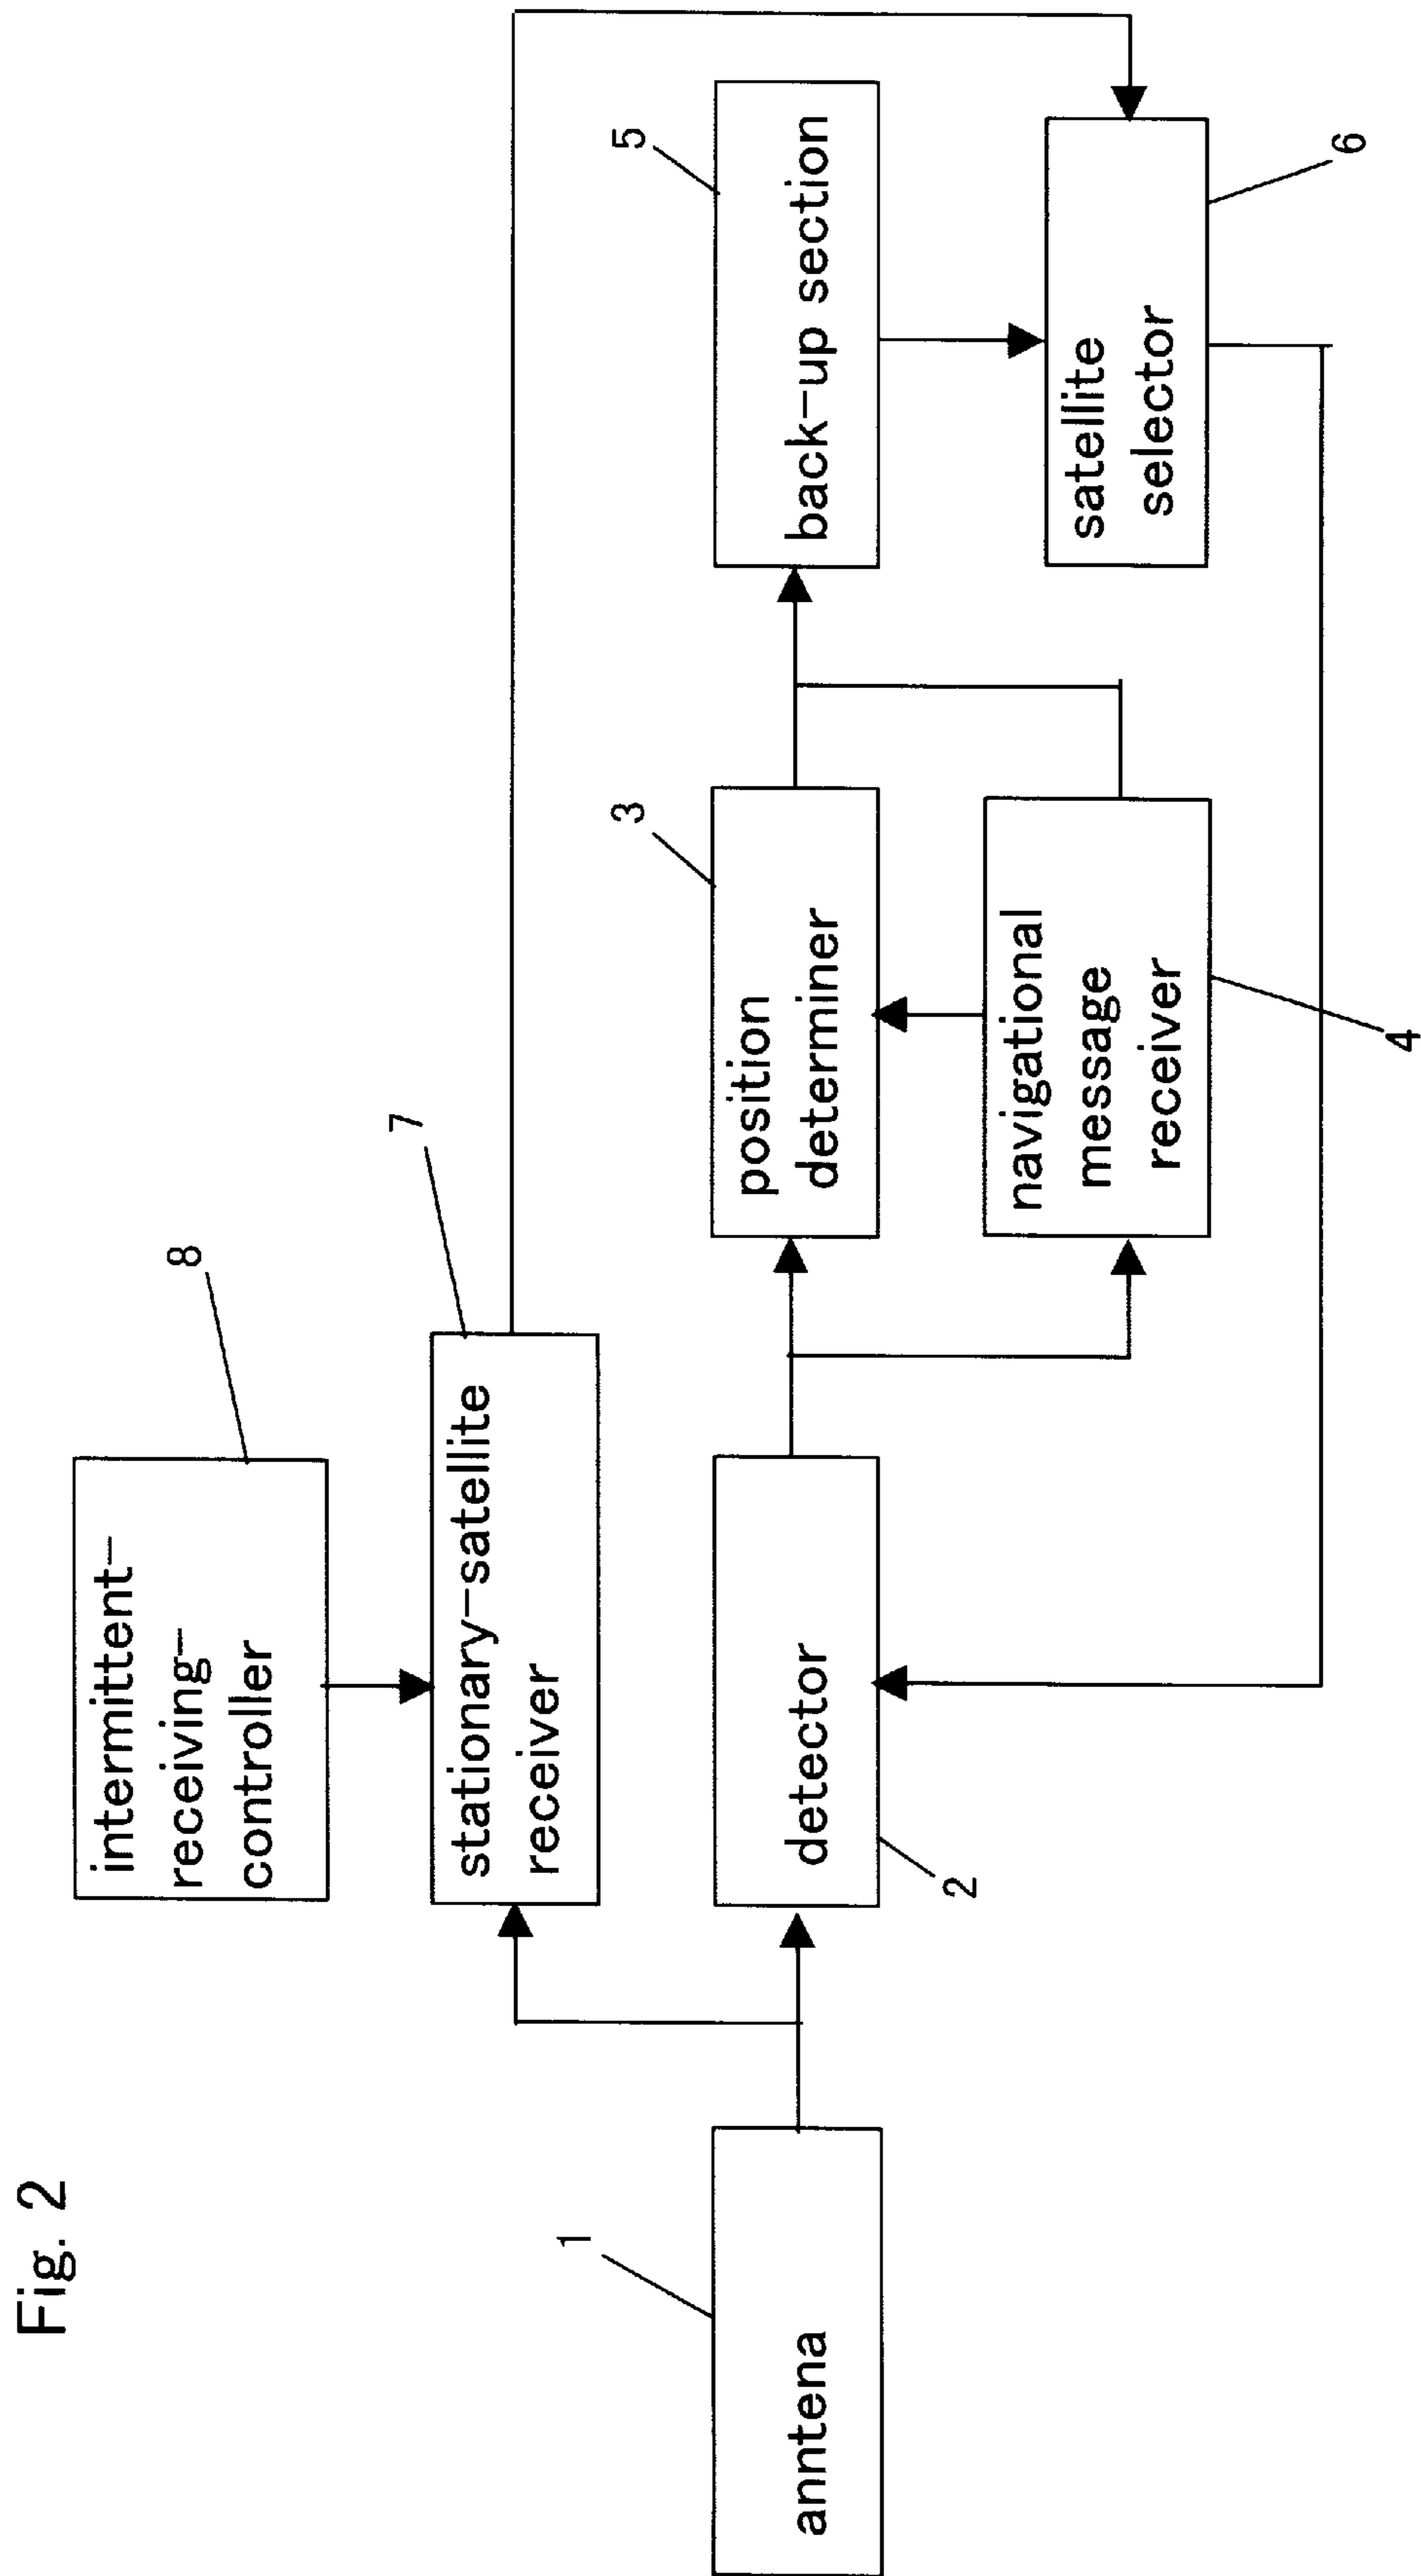 Fig. 2
8
intermittent-
receiving-
controller
7
stationary-satellite
receiver
1
anntena
2
detector
3
position
determiner
4
navigational
message
receiver
5
back-up section
6
satellite
selector